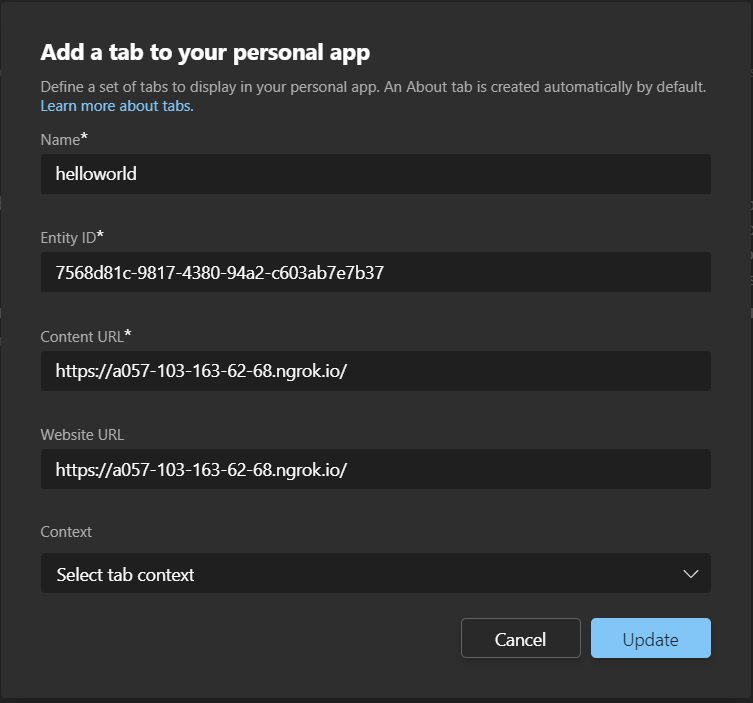 Add a tab to your personal app
Define a set of tabs to display in your personal app. An About tab is created automatically by default.
Learn more about tabs.
Name*
helloworld
Entity ID*
7568d81c-9817-4380-94a2-c603ab7e7b37
Content URL*
https://a057-103-163-62-68.ngrok.io/
Website URL
https://a057-103-163-62-68.ngrok.io/
Context
Select tab context
Cancel
Update